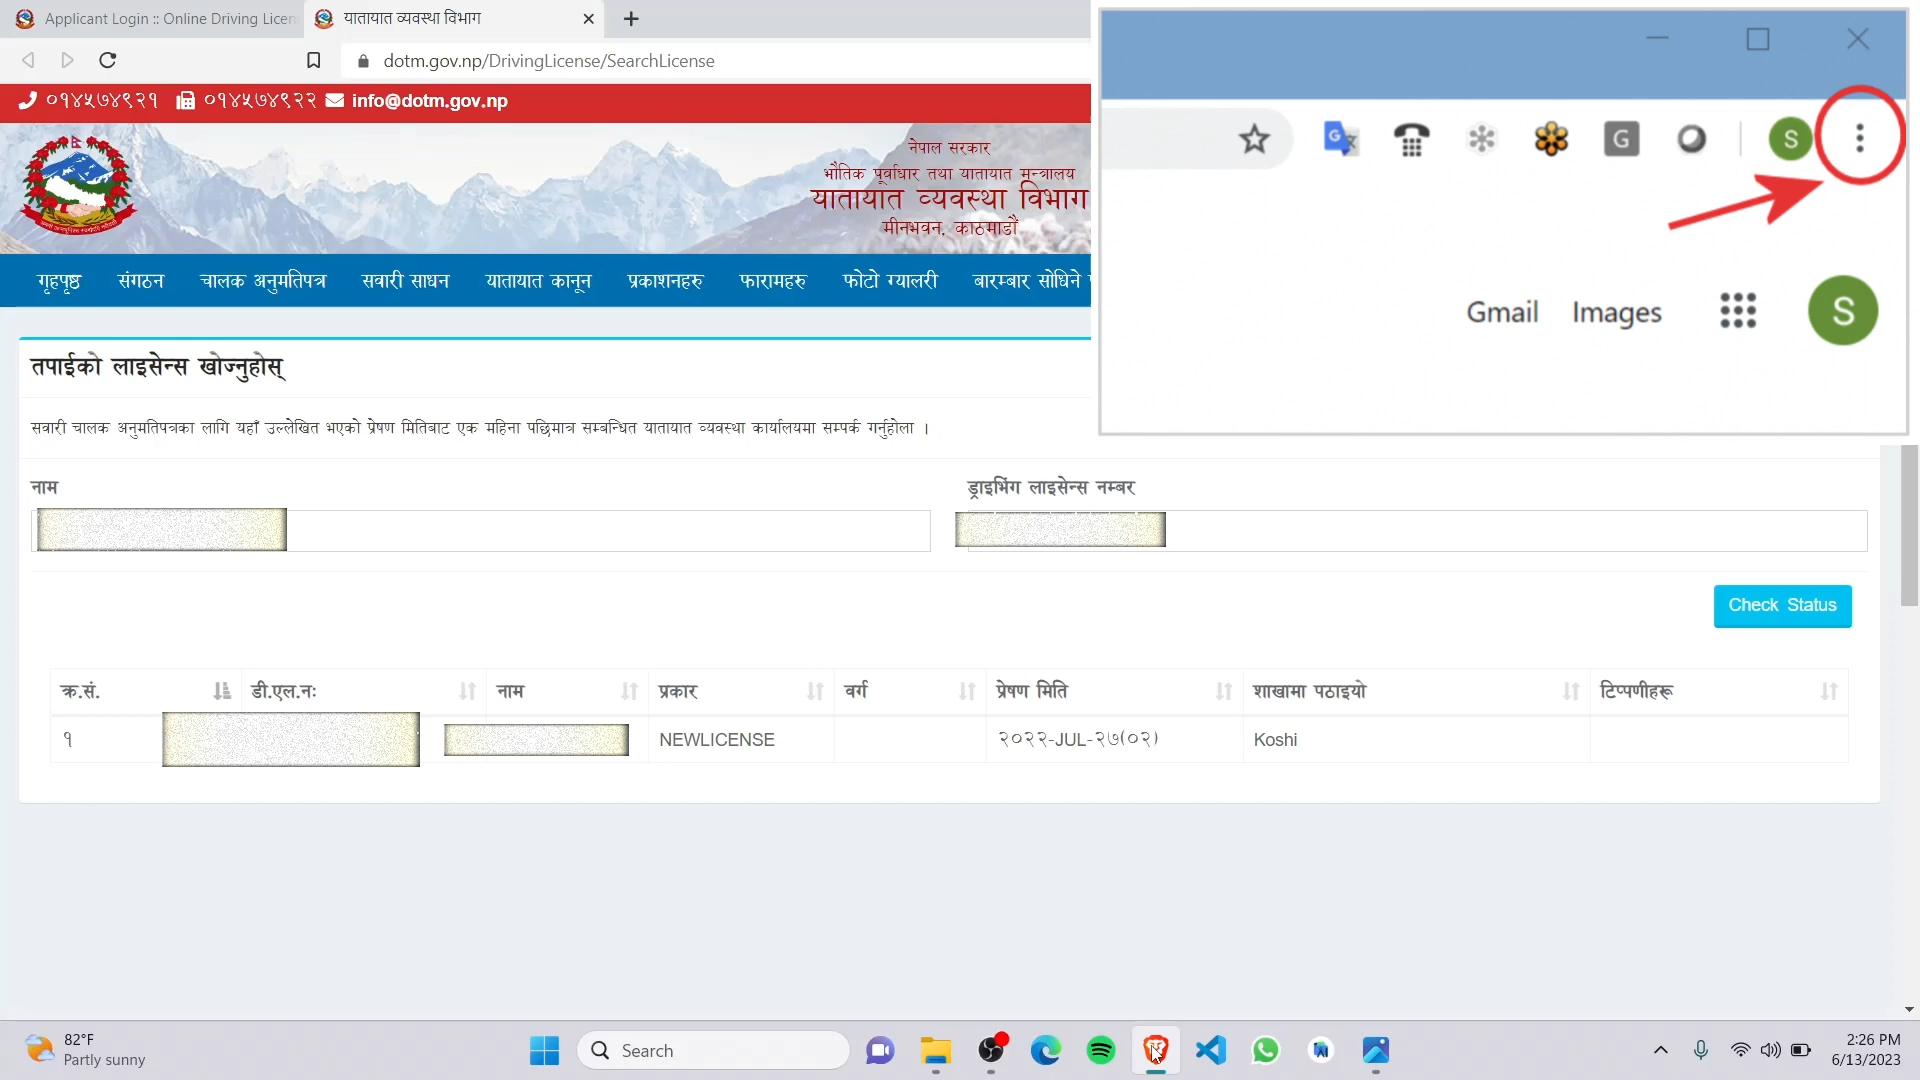 Applicant Login :: Online Driving Licen
यातायात व्यवस्था विभाग
dotm.gov.np/DrivingLicense/SearchLicense
०१४५७४९२१ ०१४५७४९२२ info@dotm.gov.np
नेपाल सरकार
भौतिक पूर्वाधार तथा यातायात मन्त्रालय
यातायात व्यवस्था विभाग
मीनभवन, काठमाडौं
गृहपृष्ठ संगठन चालक अनुमतिपत्र सवारी साधन यातायात कानून प्रकाशनहरु फारामहरु फोटो ग्यालरी बारम्बार सोधिने
G S
Gmail Images S
तपाईको लाइसेन्स खोज्नुहोस्
सवारी चालक अनुमतिपत्रका लागि यहाँ उल्लेखित भएको प्रेषण मितिबाट एक महिना पछिमात्र सम्बन्धित यातायात व्यवस्था कार्यालयमा सम्पर्क गर्नुहोला ।
नाम ड्राइभिंग लाइसेन्स नम्बर
Check Status
क्र.सं. डी.एल.नः नाम प्रकार वर्ग प्रेषण मिति शाखामा पठाइयो टिप्पणीहरू
१ NEWLICENSE २०२२-JUL-२७(०२) Koshi
82°F
Partly sunny
Search
2:26 PM
6/13/2023